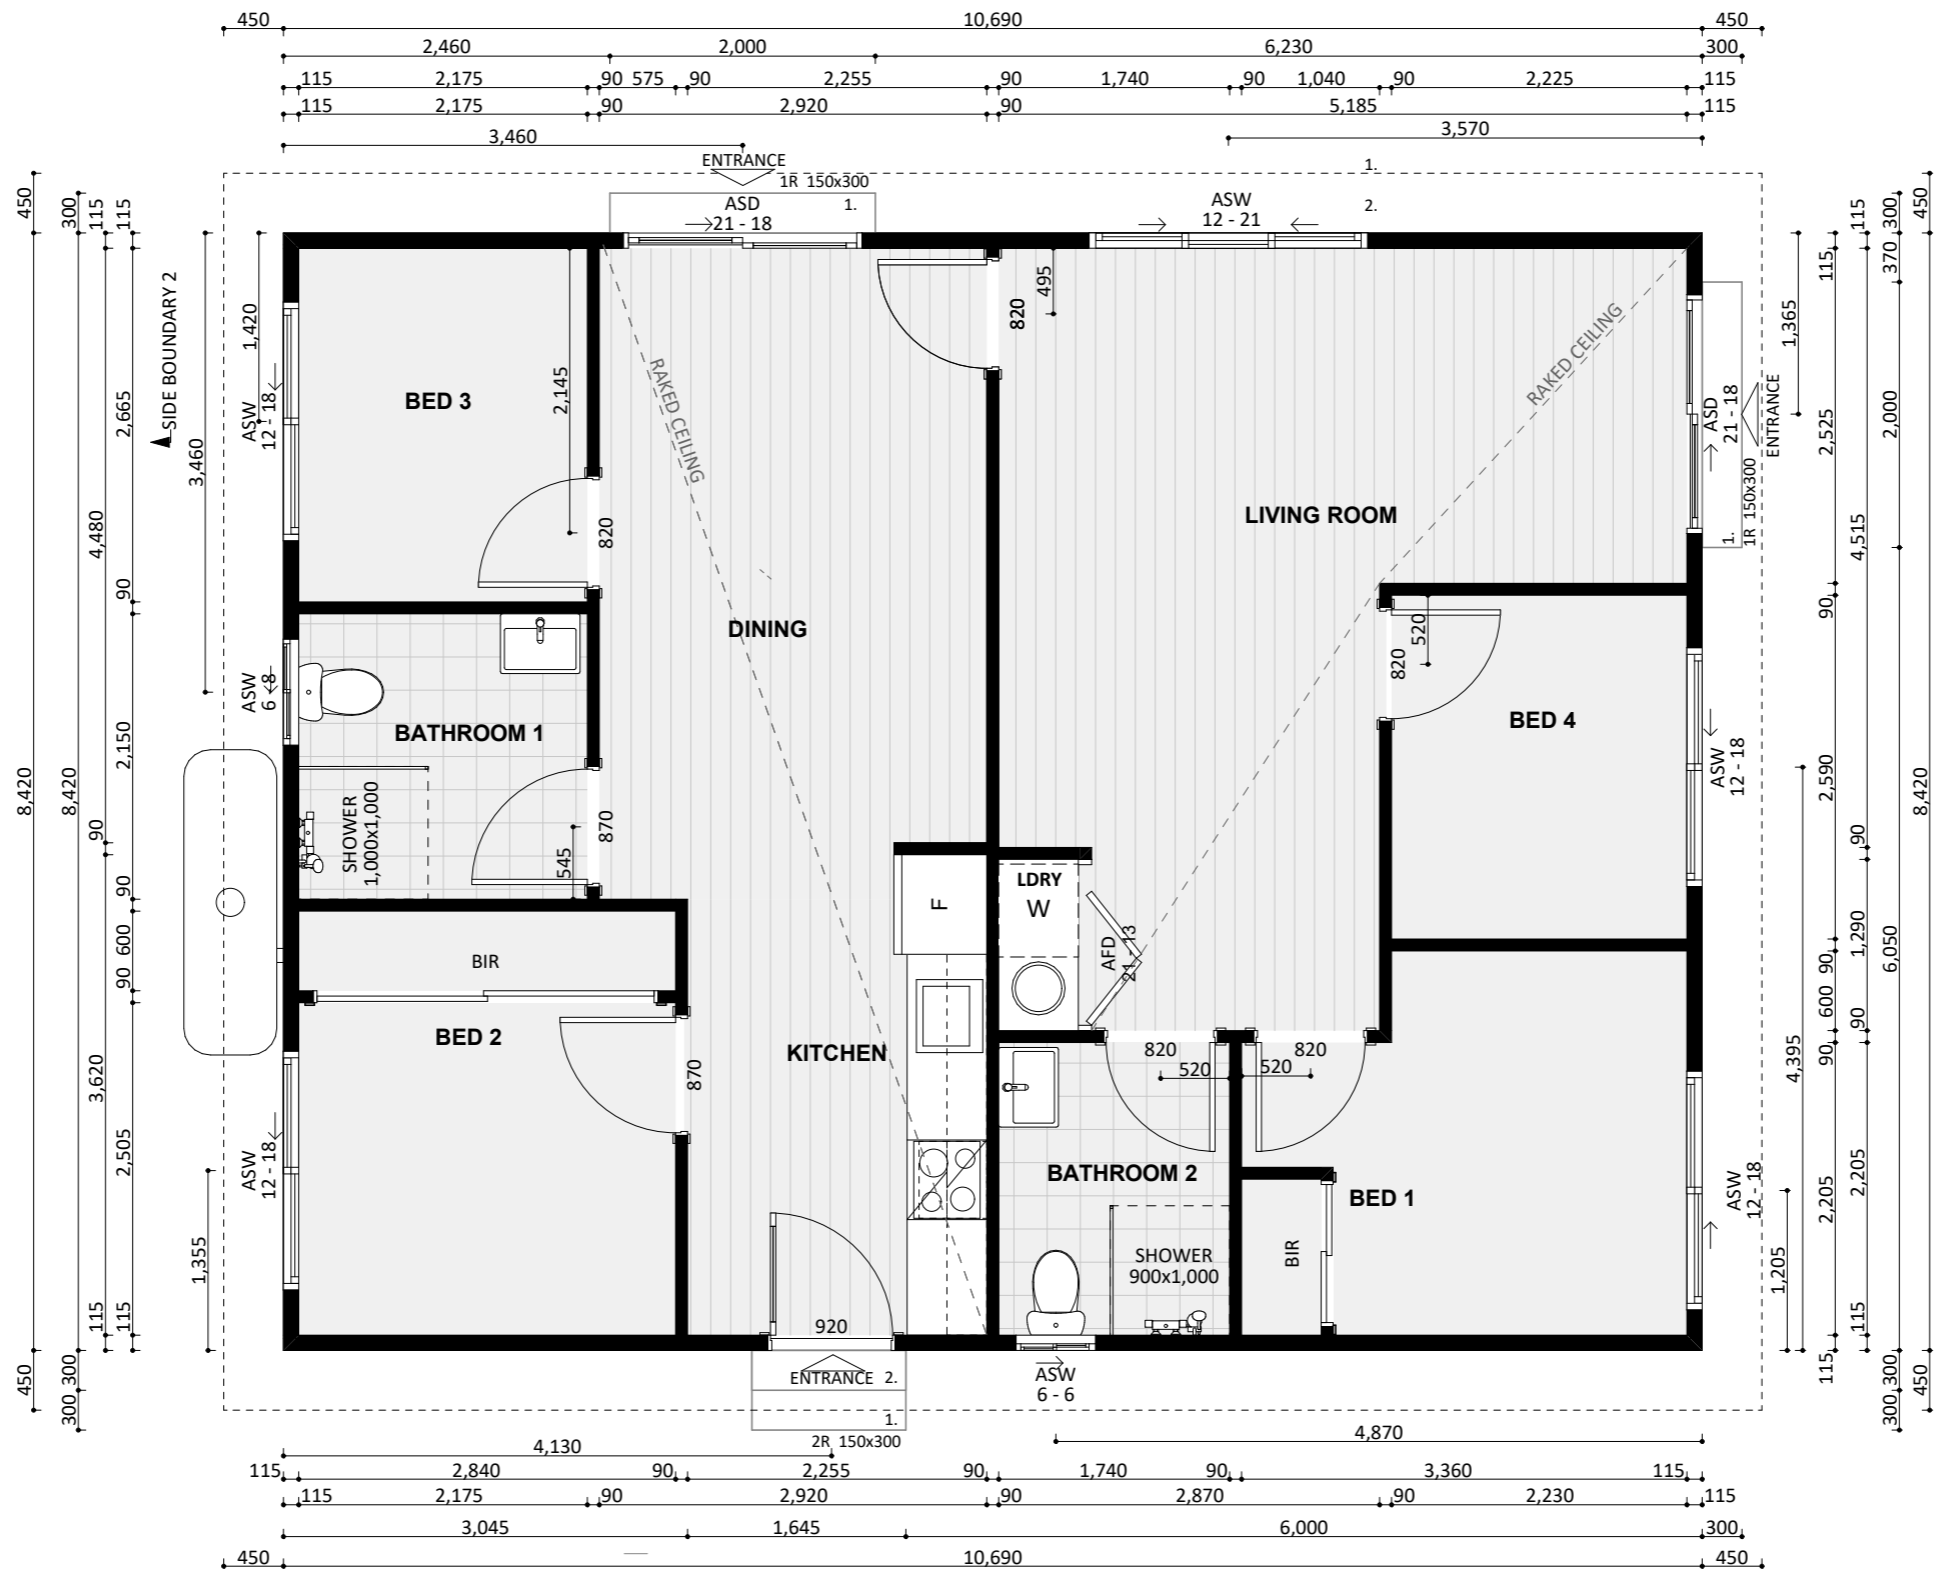 450 10,690 450
2,460 2,000 6,230 300
115 2,175 90 575 90 2,255 90 1,740 90 1,040 90 2,225 115
115 2,175 90 2,920 90 5,185 115
3,460 3,570
ENTRANCE
1R 150x300
1.
ASD
21 - 18
1.
ASW
12 - 21
2.
450
8,420
450
300
8,420
300
300
115
4,480
90
3,620
115
115
2,665
90
2,150
90
600
90
2,505
115
SIDE BOUNDARY 2
3,460
1,355
1,420
ASW
12 - 18
ASW
6 - 8
ASW
12 - 18
BED 3
2,145
820
RAKED CEILING
DINING
820
495
LIVING ROOM
RAKED CEILING
BATHROOM 1
SHOWER
1,000x1,000
870
545
BIR
BED 2
870
KITCHEN
F
LDRY
W
AFD
21 - 13
820
520
BED 4
820
520
820
520
BATHROOM 2
SHOWER
900x1,000
BED 1
BIR
920
ENTRANCE
2.
1.
2R 150x300
ASW
6 - 6
ASD
21 - 18
ENTRANCE
1R 150x300
1.
ASW
12 - 18
ASW
12 - 18
1,365
4,395
1,205
115
2,525
90
2,590
90
600
90
2,205
115
115
4,515
90
1,290
90
2,205
115
300
370
2,000
6,050
300
300
450
8,420
450
4,130 4,870
115 2,840 90 2,255 90 1,740 90 3,360 115
115 2,175 90 2,920 90 2,870 90 2,230 115
3,045 1,645 6,000 300
450 10,690 450